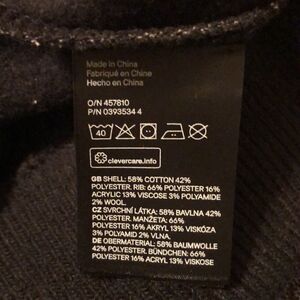 Made in China
Fabriqué en Chine
Hecho en China
O/N 457810
P/N 0393534 4
40
clevercare.info
GB SHELL: 58% COTTON 42%
POLYESTER. RIB: 66% POLYESTER 16%
ACRYLIC 13% VISCOSE 3% POLYAMIDE
2% WOOL.
CZ SVRCHNÍ LÁTKA: 58% BAVLNA 42%
POLYESTER. MANŽETA: 66%
POLYESTER 16% AKRYL 13% VISKÓZA
3% POLYAMID 2% VLNA.
DE OBERMATERIAL: 58% BAUMWOLLE
42% POLYESTER. BÜNDCHEN: 66%
POLYESTER 16% ACRYL 13% VISKOSE